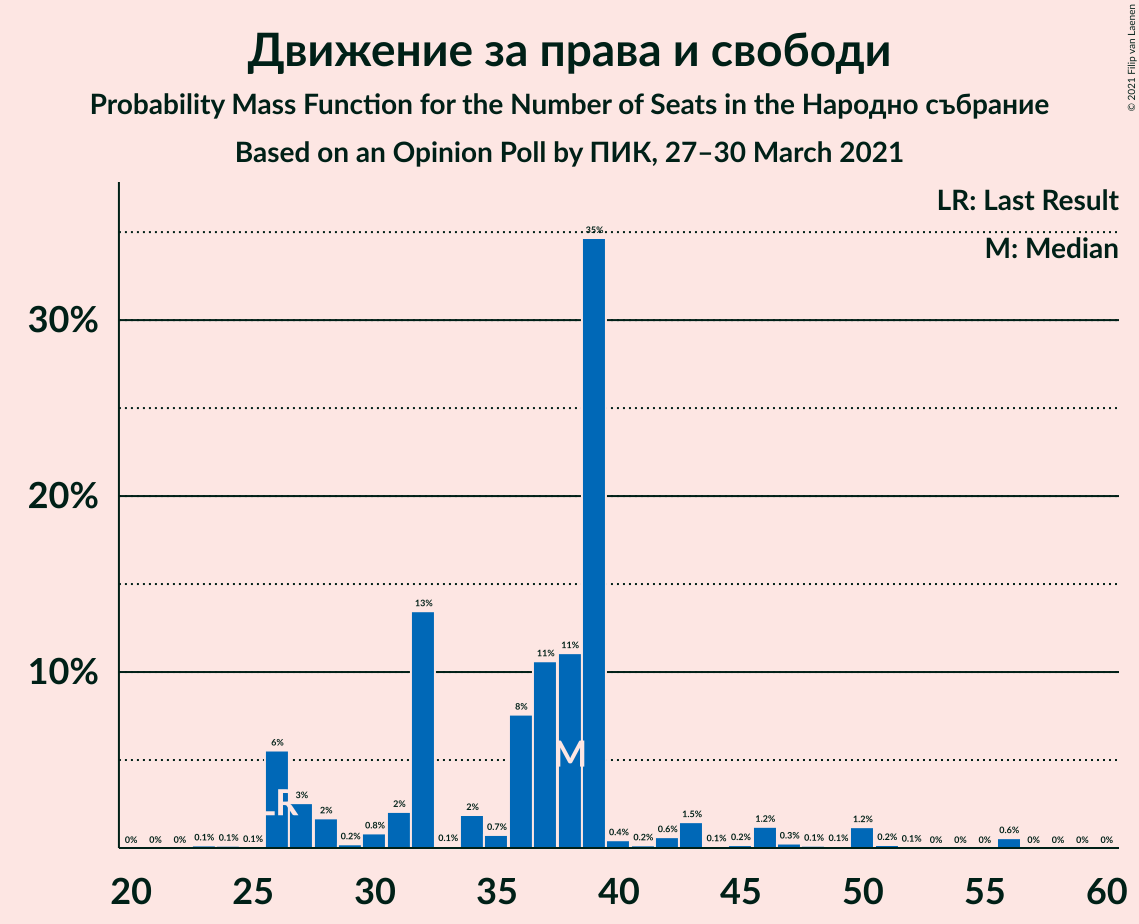 Движение за права и свободи
Probability Mass Function for the Number of Seats in the Народно събрание
Based on an Opinion Poll by ПИК, 27–30 March 2021
© 2021 Filip van Laenen
LR: Last Result
M: Median
30%
20%
10%
0% 0% 0% 0.1% 0.1% 0.1% 6% 3% 2% 0.2% 0.8% 2% 13% 0.1% 2% 0.7% 8% 11% 11% 35% 0.4% 0.2% 0.6% 1.5% 0.1% 0.2% 1.2% 0.3% 0.1% 0.1% 1.2% 0.2% 0.1% 0% 0% 0% 0.6% 0% 0% 0% 0%
LR
M
20 25 30 35 40 45 50 55 60